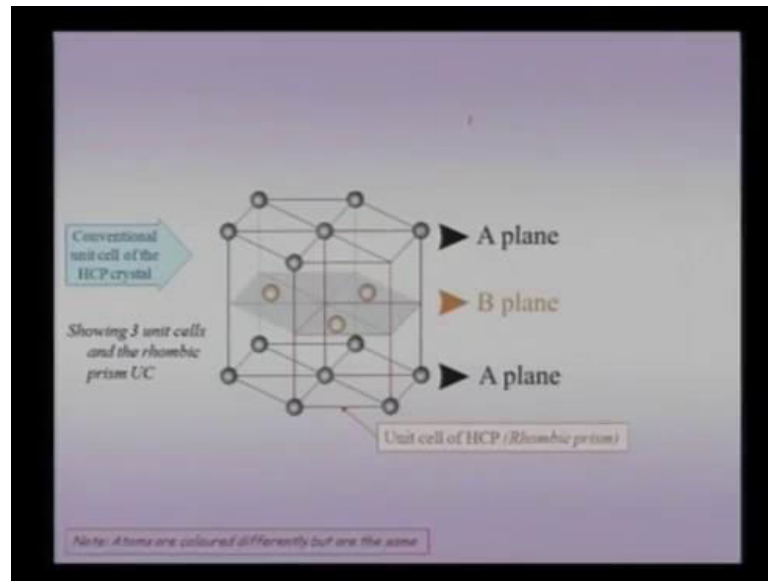 Conventional
unit cell of the
HCP crystal
A plane
B plane
Showing 3 unit cells
and the rhombic
prism UC
A plane
Unit cell of HCP (Rhombic prism)
Note: Atoms are coloured differently but are the same